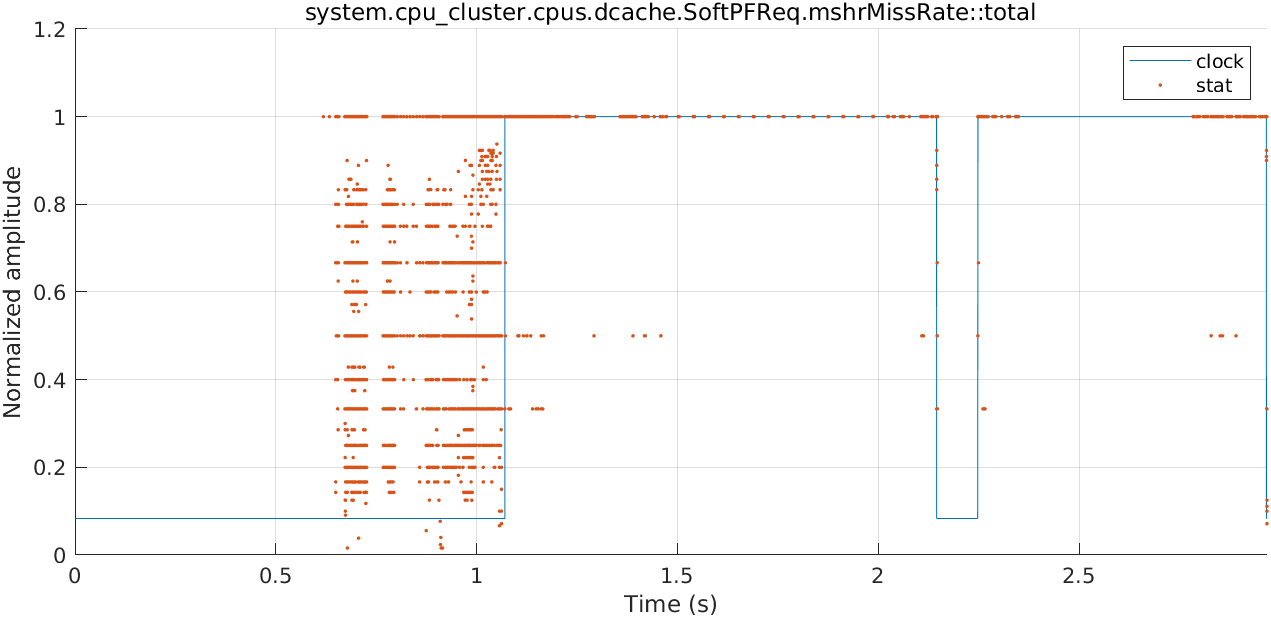 system.cpu_cluster.cpus.dcache.SoftPFReq.mshrMissRate::total
1.2
clock
stat
1
0.8
0.6
0.4
0.2
0
Normalized amplitude
0
0.5
1
1.5
2
2.5
Time (s)